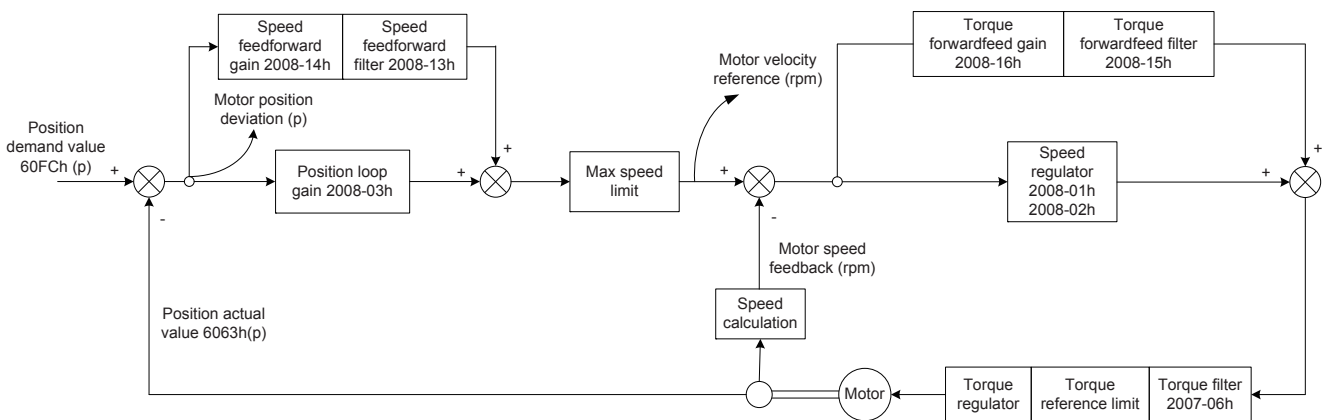 Speed
feedforward
gain 2008-14h
Speed
feedforward
filter 2008-13h
Motor position
deviation (p)
Position
demand value
60FCh (p)
+
-
Position loop
gain 2008-03h
+
+
Max speed
limit
Motor velocity
reference (rpm)
+
-
Torque
forwardfeed gain
2008-16h
Torque
forwardfeed filter
2008-15h
Speed
regulator
2008-01h
2008-02h
+
+
Motor speed
feedback (rpm)
Speed
calculation
Position actual
value 6063h(p)
Motor
Torque
regulator
Torque
reference limit
Torque filter
2007-06h